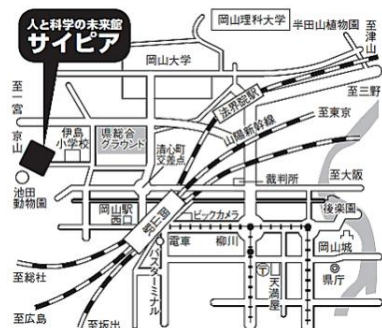 人と科学の未来館
サイピア
岡山理科大学
半田山植物園
至津山
岡山大学
法界院駅
至三野
至一宮
京山
伊島
小学校
県総合
グラウンド
清心町
交差点
山陽新幹線
至東京
池田
動物園
裁判所
至大阪
岡山駅
西口
岡山駅
ビックカメラ
後楽園
電車
柳川
岡山城
バスターミナル
〒
天満屋
県庁
至総社
至広島
至坂出